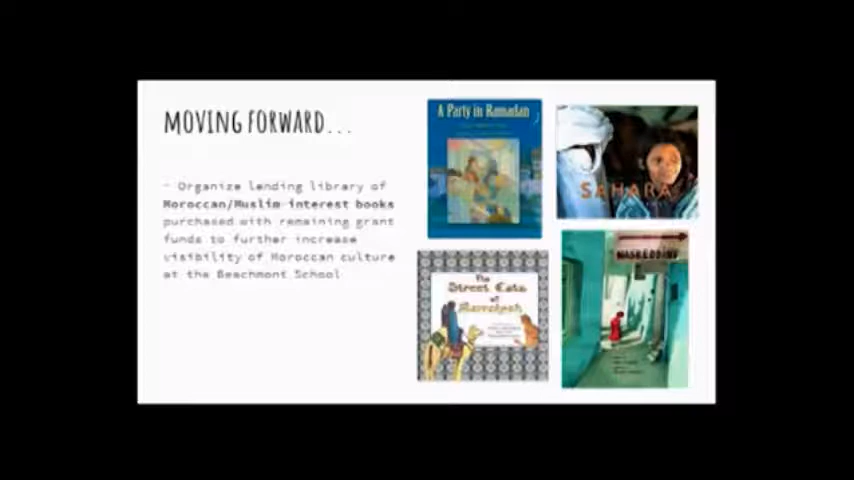 MOVING FORWARD...
- Organize lending library of
Moroccan/Muslim interest books
purchased with remaining grant
funds to further increase
visibility of Moroccan culture
at the Beachmont School
A Party in Ramadan
SAHARA
The
Street Cats
of
Marrakech